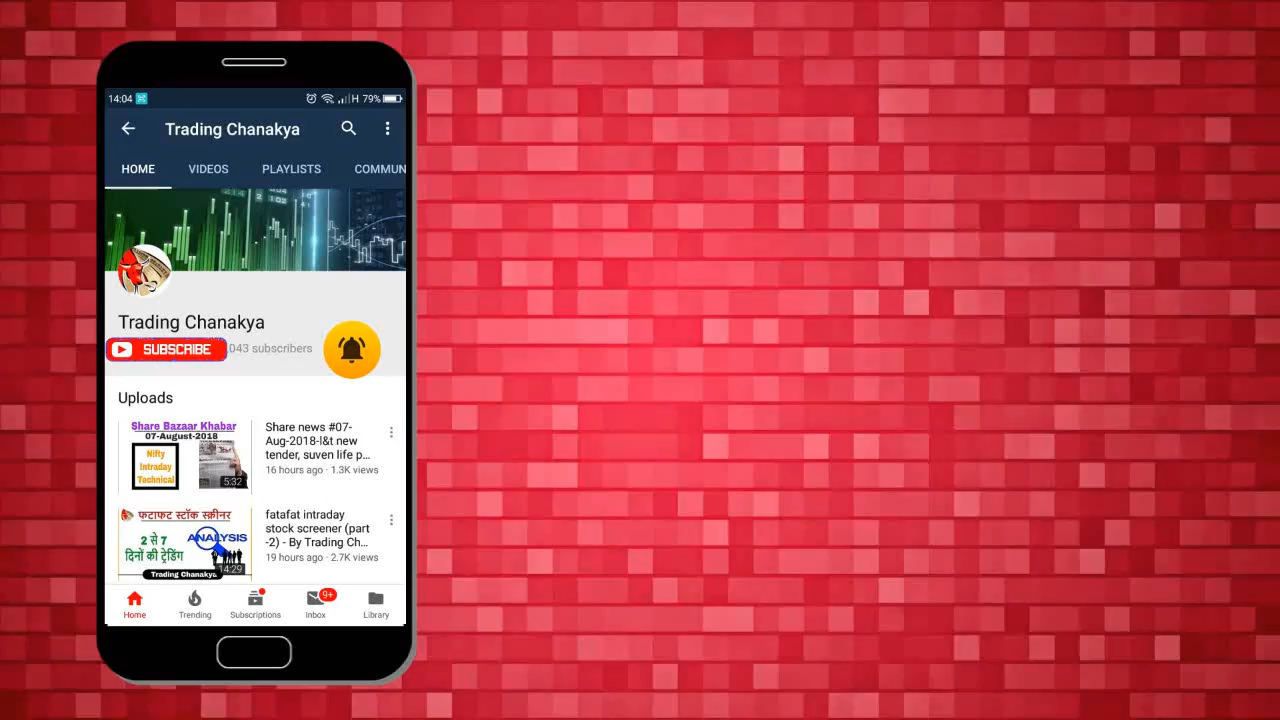 14:04 H 79%
Trading Chanakya
HOME VIDEOS PLAYLISTS COMMUN
Trading Chanakya
SUBSCRIBE 043 subscribers
Uploads
Share Bazaar Khabar
07-August-2018
Nifty
Intraday
Technical
5:32
Share news #07-
Aug-2018-l&t new
tender, suven life p...
16 hours ago · 1.3K views
फटाफट स्टॉक स्क्रीनर
2 से 7
दिनों की ट्रेडिंग
ANALYSIS
14:29
Trading Chanakya
fatafat intraday
stock screener (part
-2) - By Trading Ch...
19 hours ago · 2.7K views
9+
Home Trending Subscriptions Inbox Library